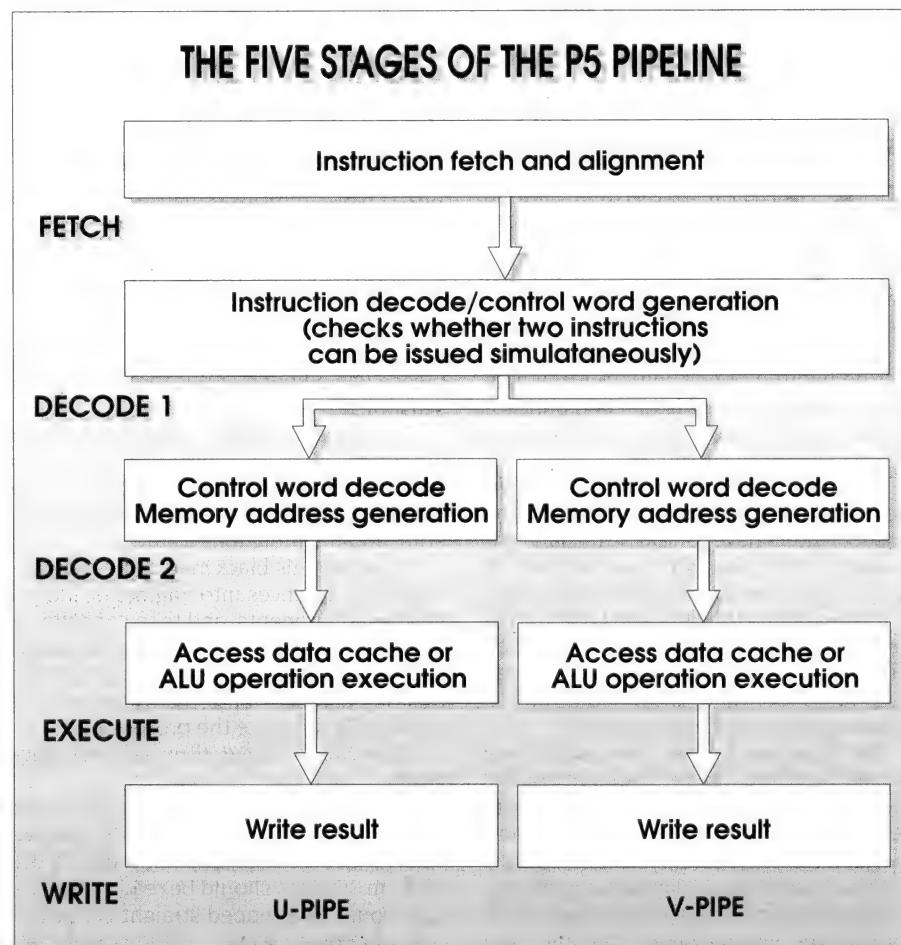 THE FIVE STAGES OF THE P5 PIPELINE
Instruction fetch and alignment
FETCH
Instruction decode/control word generation
(checks whether two instructions
can be issued simulataneously)
DECODE 1
Control word decode
Memory address generation
Control word decode
Memory address generation
DECODE 2
Access data cache or
ALU operation execution
Access data cache or
ALU operation execution
EXECUTE
Write result
Write result
WRITE
U-PIPE
V-PIPE